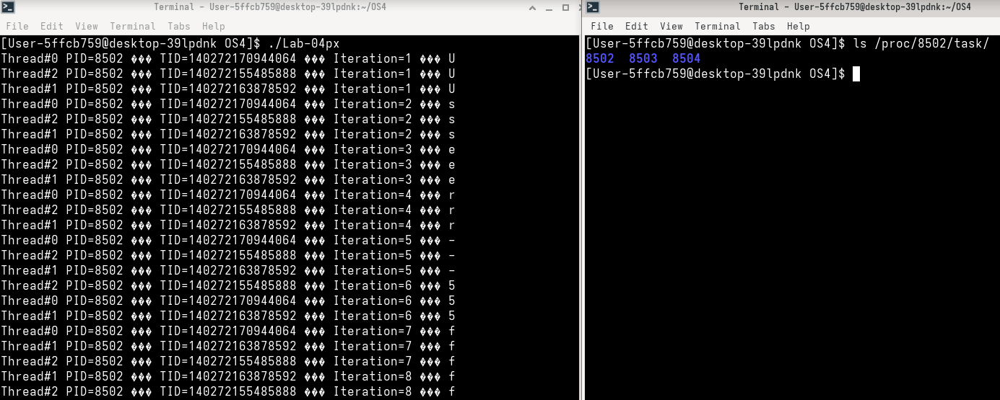 Terminal - User-5ffcb759@desktop-39lpdnk:~/OS4
File Edit View Terminal Tabs Help
[User-5ffcb759@desktop-39lpdnk OS4]$ ./Lab-04px
Thread#0 PID=8502 ��� TID=140272170944064 ��� Iteration=1 ��� U
Thread#2 PID=8502 ��� TID=140272155485888 ��� Iteration=1 ��� U
Thread#1 PID=8502 ��� TID=140272163878592 ��� Iteration=1 ��� U
Thread#0 PID=8502 ��� TID=140272170944064 ��� Iteration=2 ��� s
Thread#2 PID=8502 ��� TID=140272155485888 ��� Iteration=2 ��� s
Thread#1 PID=8502 ��� TID=140272163878592 ��� Iteration=2 ��� s
Thread#0 PID=8502 ��� TID=140272170944064 ��� Iteration=3 ��� e
Thread#2 PID=8502 ��� TID=140272155485888 ��� Iteration=3 ��� e
Thread#1 PID=8502 ��� TID=140272163878592 ��� Iteration=3 ��� e
Thread#0 PID=8502 ��� TID=140272170944064 ��� Iteration=4 ��� r
Thread#2 PID=8502 ��� TID=140272155485888 ��� Iteration=4 ��� r
Thread#1 PID=8502 ��� TID=140272163878592 ��� Iteration=4 ��� r
Thread#0 PID=8502 ��� TID=140272170944064 ��� Iteration=5 ��� -
Thread#2 PID=8502 ��� TID=140272155485888 ��� Iteration=5 ��� -
Thread#1 PID=8502 ��� TID=140272163878592 ��� Iteration=5 ��� -
Thread#2 PID=8502 ��� TID=140272155485888 ��� Iteration=6 ��� 5
Thread#0 PID=8502 ��� TID=140272170944064 ��� Iteration=6 ��� 5
Thread#1 PID=8502 ��� TID=140272163878592 ��� Iteration=6 ��� 5
Thread#0 PID=8502 ��� TID=140272170944064 ��� Iteration=7 ��� f
Thread#1 PID=8502 ��� TID=140272163878592 ��� Iteration=7 ��� f
Thread#2 PID=8502 ��� TID=140272155485888 ��� Iteration=7 ��� f
Thread#1 PID=8502 ��� TID=140272163878592 ��� Iteration=8 ��� f
Thread#2 PID=8502 ��� TID=140272155485888 ��� Iteration=8 ��� f
Terminal - User-5ffcb759@desktop-39lpdnk:~/OS4
File Edit View Terminal Tabs Help
[User-5ffcb759@desktop-39lpdnk OS4]$ ls /proc/8502/task/
8502 8503 8504
[User-5ffcb759@desktop-39lpdnk OS4]$